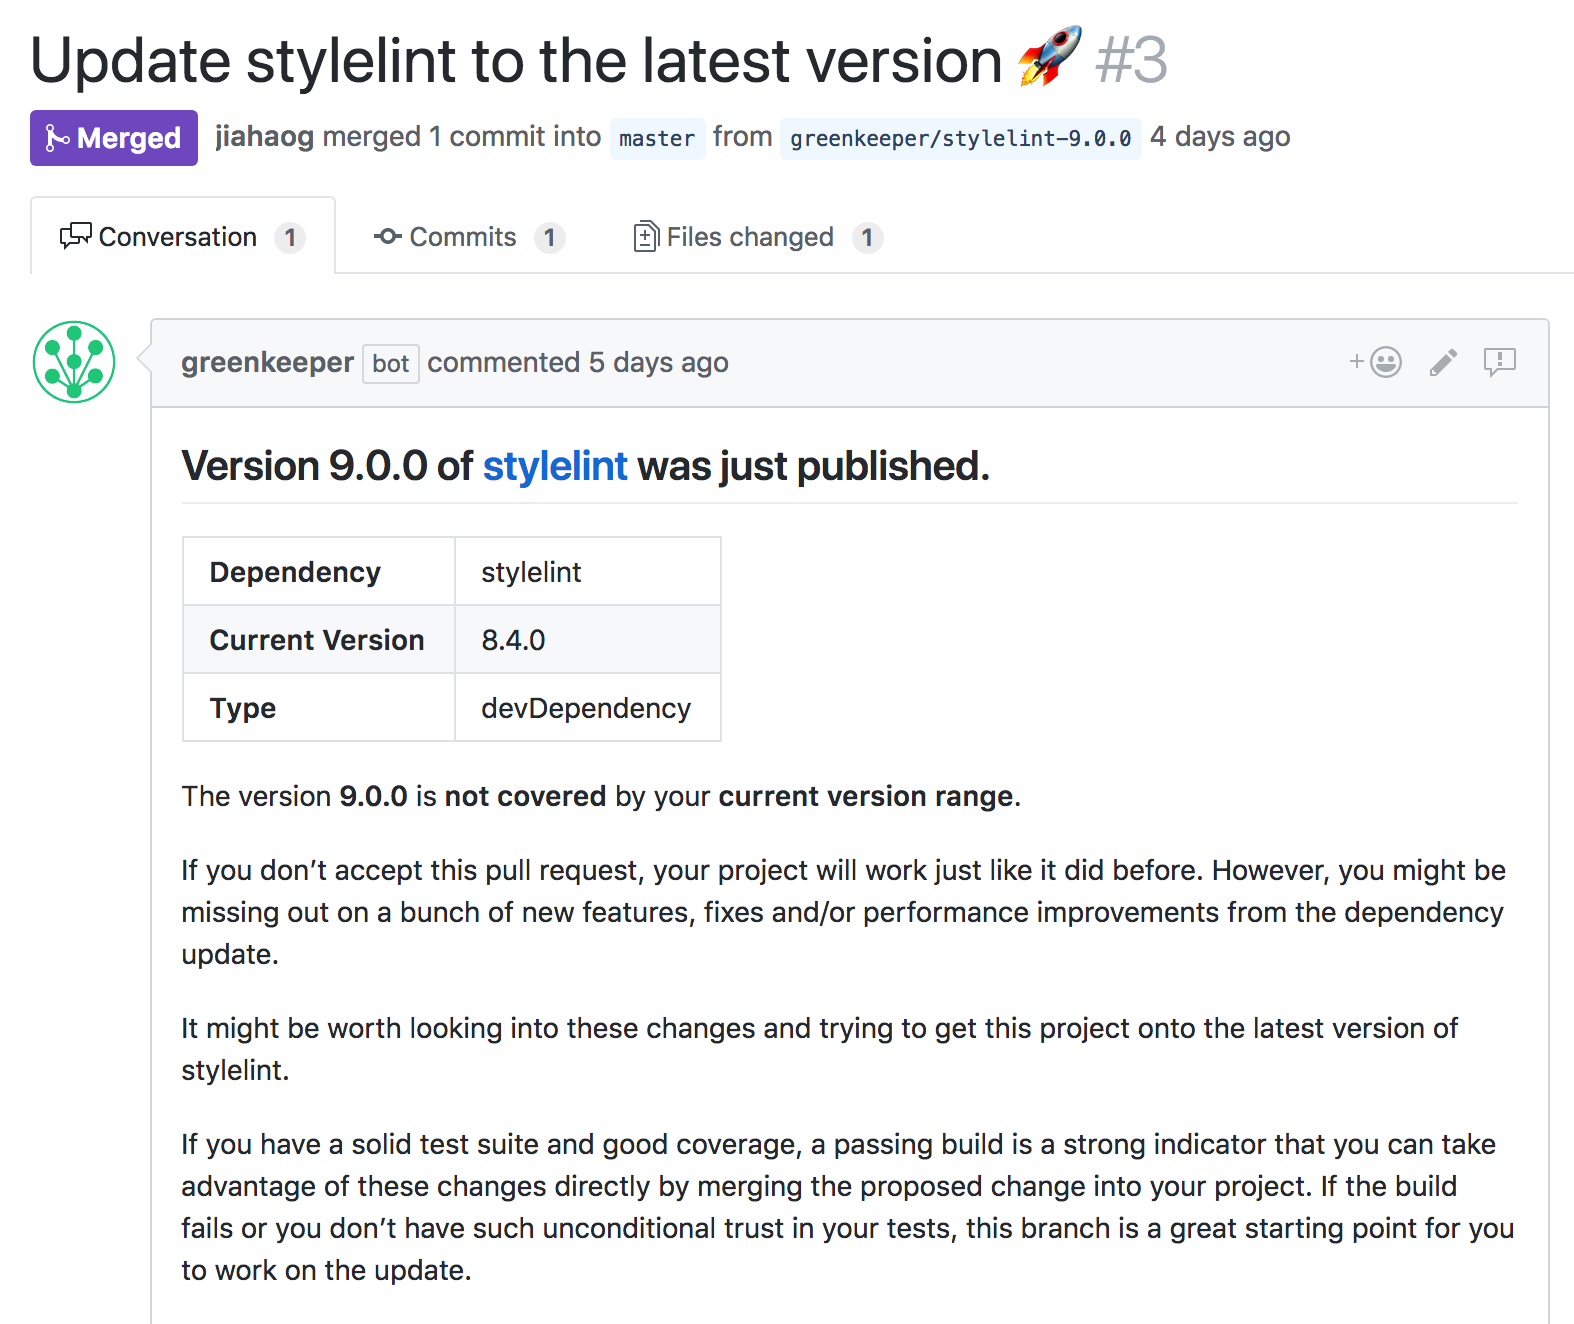 Update stylelint to the latest version 🚀 #3
Merged jiahaog merged 1 commit into master from greenkeeper/stylelint-9.0.0 4 days ago
Conversation 1 Commits 1 Files changed 1
greenkeeper bot commented 5 days ago
Version 9.0.0 of stylelint was just published.
Dependency stylelint
Current Version 8.4.0
Type devDependency
The version 9.0.0 is not covered by your current version range.
If you don’t accept this pull request, your project will work just like it did before. However, you might be
missing out on a bunch of new features, fixes and/or performance improvements from the dependency
update.
It might be worth looking into these changes and trying to get this project onto the latest version of
stylelint.
If you have a solid test suite and good coverage, a passing build is a strong indicator that you can take
advantage of these changes directly by merging the proposed change into your project. If the build
fails or you don’t have such unconditional trust in your tests, this branch is a great starting point for you
to work on the update.